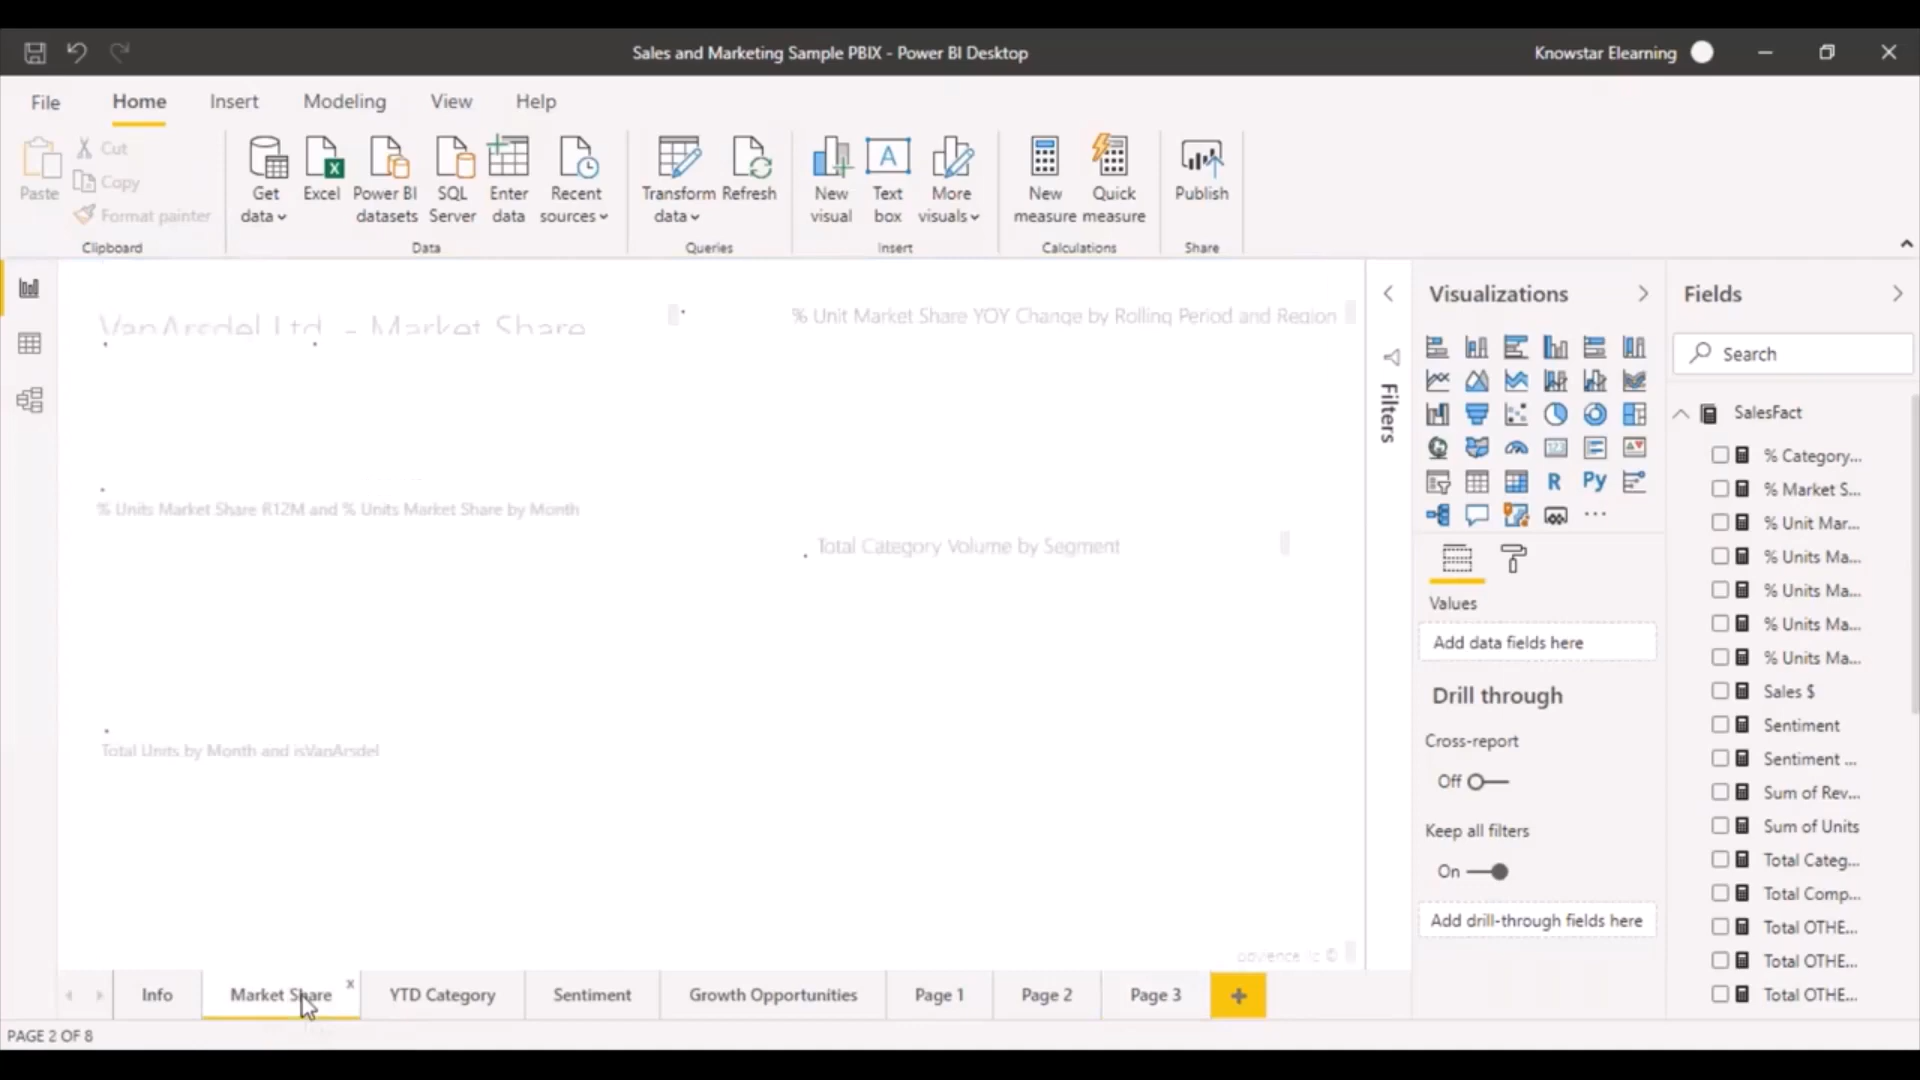 Sales and Marketing Sample PBIX - Power BI Desktop
Knowstar Elearning
File
Home
Insert
Modeling
View
Help
Paste
Cut
Copy
Format painter
Clipboard
Get data
Excel
Power BI datasets
SQL Server
Enter data
Recent sources
Data
Transform data
Refresh
Queries
New visual
Text box
More visuals
Insert
New measure
Quick measure
Calculations
Publish
Share
VanArsdel Ltd - Market Share
% Unit Market Share YOY Change by Rolling Period and Region
% Units Market Share R12M and % Units Market Share by Month
Total Category Volume by Segment
Total Units by Month and isVanArsdel
Filters
Visualizations
R
Py
123
Values
Add data fields here
Drill through
Cross-report
Off
Keep all filters
On
Add drill-through fields here
Fields
Search
SalesFact
% Category...
% Market S...
% Unit Mar...
% Units Ma...
% Units Ma...
% Units Ma...
% Units Ma...
Sales $
Sentiment
Sentiment ...
Sum of Rev...
Sum of Units
Total Categ...
Total Comp...
Total OTHE...
Total OTHE...
Total OTHE...
Info
Market Share
x
YTD Category
Sentiment
Growth Opportunities
Page 1
Page 2
Page 3
+
PAGE 2 OF 8